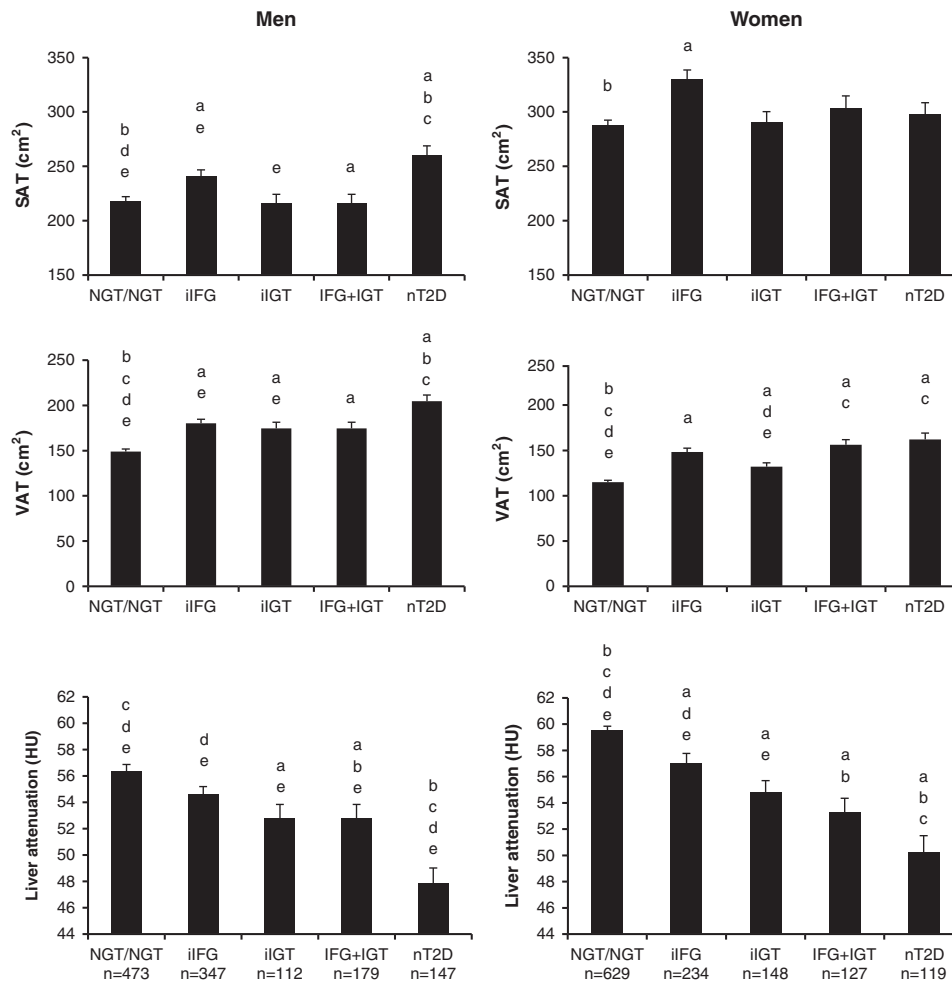 Men
Women
SAT (cm²)
350
300
250
200
150
b
d
e
a
e
e
a
a
b
c
NGT/NGT iIFG iIGT IFG+IGT nT2D
SAT (cm²)
350
300
250
200
150
b
a
NGT/NGT iIFG iIGT IFG+IGT nT2D
VAT (cm²)
250
200
150
100
50
0
b
c
d
e
a
e
a
e
a
a
b
c
NGT/NGT iIFG iIGT IFG+IGT nT2D
VAT (cm²)
250
200
150
100
50
0
b
c
d
e
a
a
d
e
a
c
a
c
NGT/NGT iIFG iIGT IFG+IGT nT2D
Liver attenuation (HU)
62
60
58
56
54
52
50
48
46
44
c
d
e
d
e
a
e
a
b
e
b
c
d
e
NGT/NGT iIFG iIGT IFG+IGT nT2D
n=473 n=347 n=112 n=179 n=147
Liver attenuation (HU)
62
60
58
56
54
52
50
48
46
44
b
c
d
e
a
d
e
a
e
a
b
a
b
c
NGT/NGT iIFG iIGT IFG+IGT nT2D
n=629 n=234 n=148 n=127 n=119